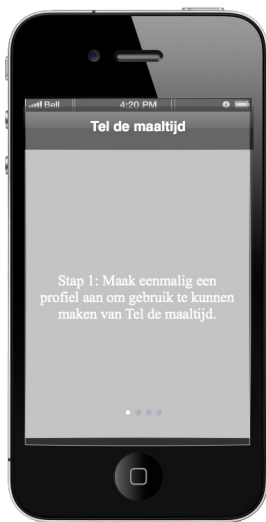 Bell 4:20 PM
Tel de maaltijd
Stap 1: Maak eenmalig een
profiel aan om gebruik te kunnen
maken van Tel de maaltijd.